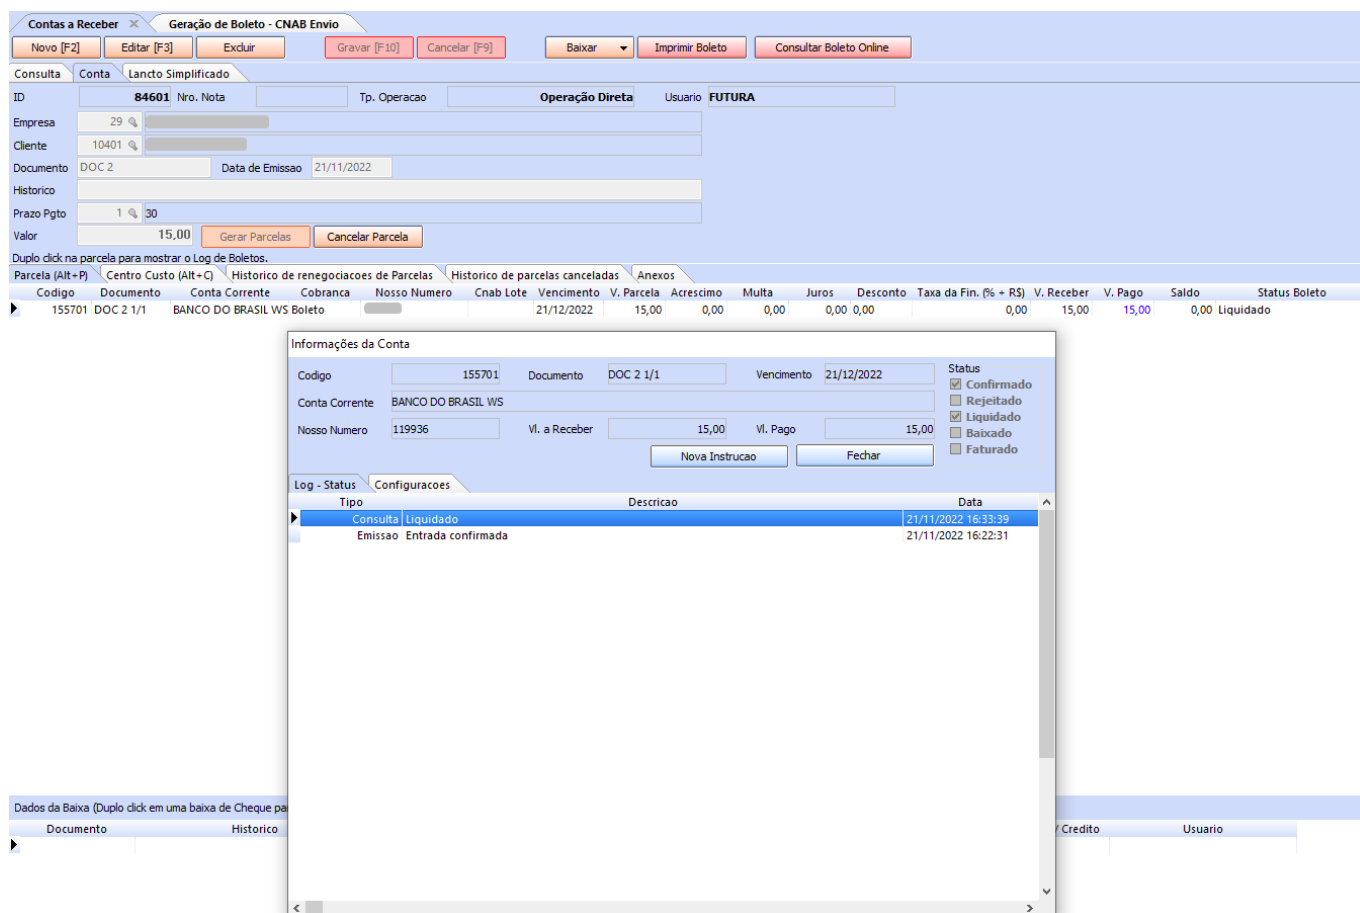 Contas a Receber Geração de Boleto - CNAB Envio
Novo [F2] Editar [F3] Excluir Gravar [F10] Cancelar [F9] Baixar Imprimir Boleto Consultar Boleto Online
Consulta Conta Lancto Simplificado
ID 84601 Nro. Nota Tp. Operacao Operação Direta Usuario FUTURA
Empresa 29
Cliente 10401
Documento DOC 2 Data de Emissao 21/11/2022
Historico
Prazo Pgto 1 30
Valor 15,00 Gerar Parcelas Cancelar Parcela
Duplo click na parcela para mostrar o Log de Boletos.
Parcela (Alt+P) Centro Custo (Alt+C) Historico de renegociacoes de Parcelas Historico de parcelas canceladas Anexos
Codigo Documento Conta Corrente Cobranca Nosso Numero Cnab Lote Vencimento V. Parcela Acrescimo Multa Juros Desconto Taxa da Fin. (% + R$) V. Receber V. Pago Saldo Status Boleto
155701 DOC 2 1/1 BANCO DO BRASIL WS Boleto 21/12/2022 15,00 0,00 0,00 0,00 0,00 0,00 15,00 15,00 0,00 Liquidado
Informações da Conta
Codigo 155701 Documento DOC 2 1/1 Vencimento 21/12/2022 Status
Confirmado
Conta Corrente BANCO DO BRASIL WS Rejeitado
Liquidado
Nosso Numero 119936 Vl. a Receber 15,00 Vl. Pago 15,00 Baixado
Nova Instrucao Fechar Faturado
Log - Status Configuracoes
Tipo Descricao Data
Consulta Liquidado 21/11/2022 16:33:39
Emissao Entrada confirmada 21/11/2022 16:22:31
Dados da Baixa (Duplo click em uma baixa de Cheque pa
Documento Historico / Credito Usuario